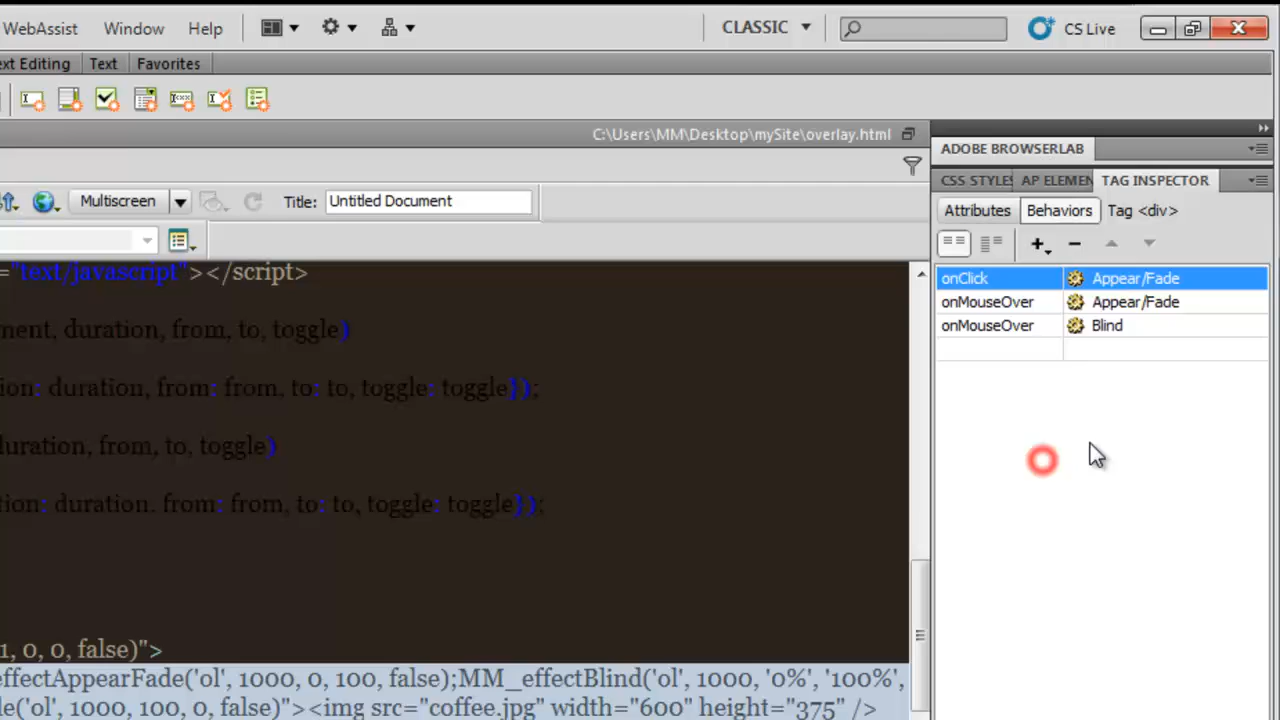 WebAssist Window Help CLASSIC CS Live
ext Editing Text Favorites
C:\Users\MM\Desktop\mySite\overlay.html
ADOBE BROWSERLAB
CSS STYLES AP ELEMEN TAG INSPECTOR
Multiscreen Title: Untitled Document
Attributes Behaviors Tag <div>
="text/javascript"></script>
onClick Appear/Fade
onMouseOver Appear/Fade
onMouseOver Blind
ment, duration, from, to, toggle)
ion: duration, from: from, to: to, toggle: toggle});
duration, from, to, toggle)
tion: duration, from: from, to: to, toggle: toggle});
1, 0, 0, false)">
effectAppearFade('ol', 1000, 0, 100, false);MM_effectBlind('ol', 1000, '0%', '100%',
le('ol', 1000, 100, 0, false)"><img src="coffee.jpg" width="600" height="375" />